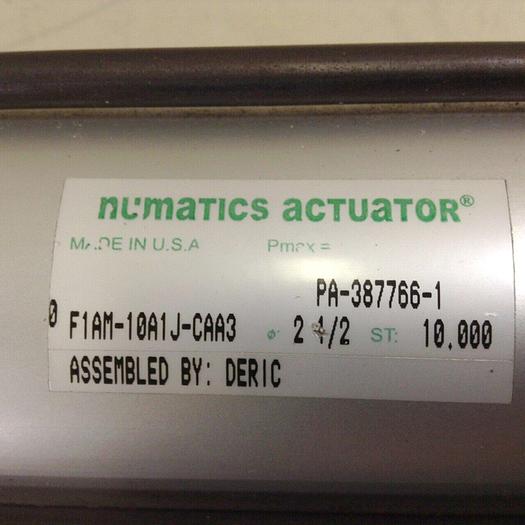 numatics actuator®
MADE IN U.S.A Pmax =
PA-387766-1
0 F1AM-10A1J-CAA3 ø: 2 1/2 ST: 10.000
ASSEMBLED BY: DERIC